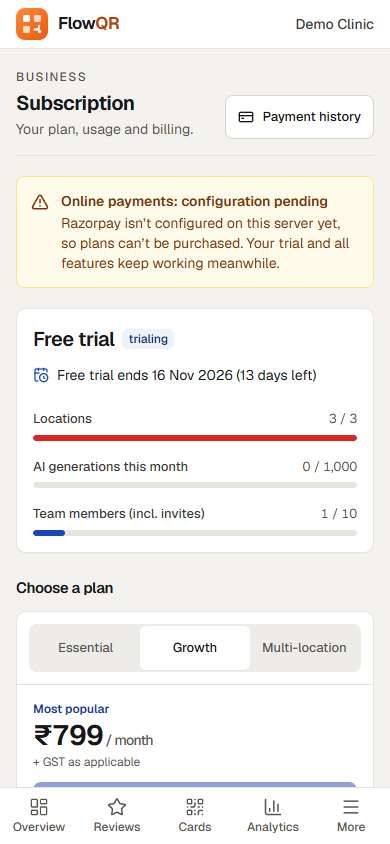 FlowQR
Demo Clinic
BUSINESS
Subscription
Your plan, usage and billing.
Payment history
Online payments: configuration pending
Razorpay isn't configured on this server yet,
so plans can't be purchased. Your trial and all
features keep working meanwhile.
Free trial trialing
Free trial ends 16 Nov 2026 (13 days left)
Locations 3 / 3
AI generations this month 0 / 1,000
Team members (incl. invites) 1 / 10
Choose a plan
Essential Growth Multi-location
Most popular
₹799 / month
+ GST as applicable
Overview Reviews Cards Analytics More